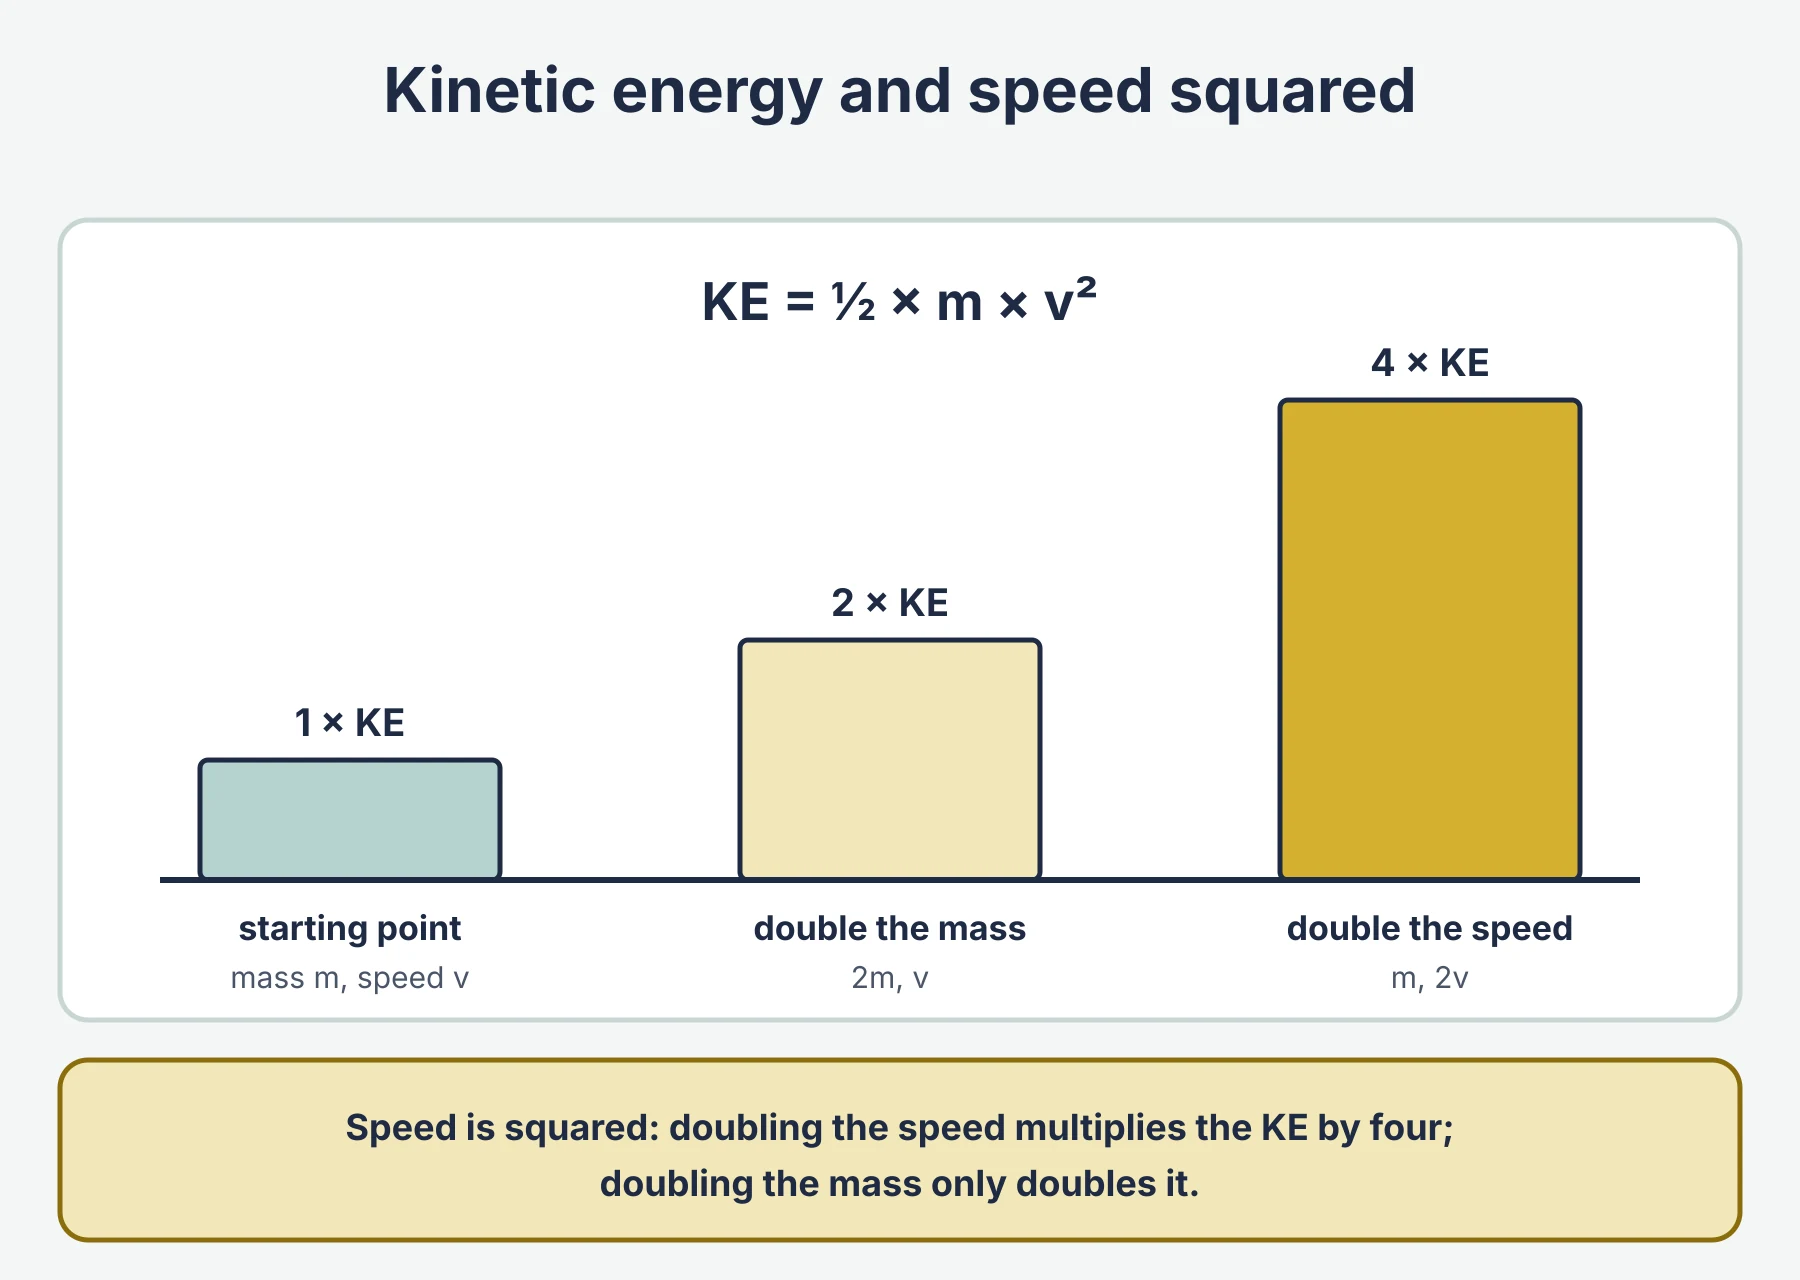 Kinetic energy and speed squared
KE = ½ × m × v²
1 × KE
2 × KE
4 × KE
starting point
mass m, speed v
double the mass
2m, v
double the speed
m, 2v
Speed is squared: doubling the speed multiplies the KE by four;
doubling the mass only doubles it.